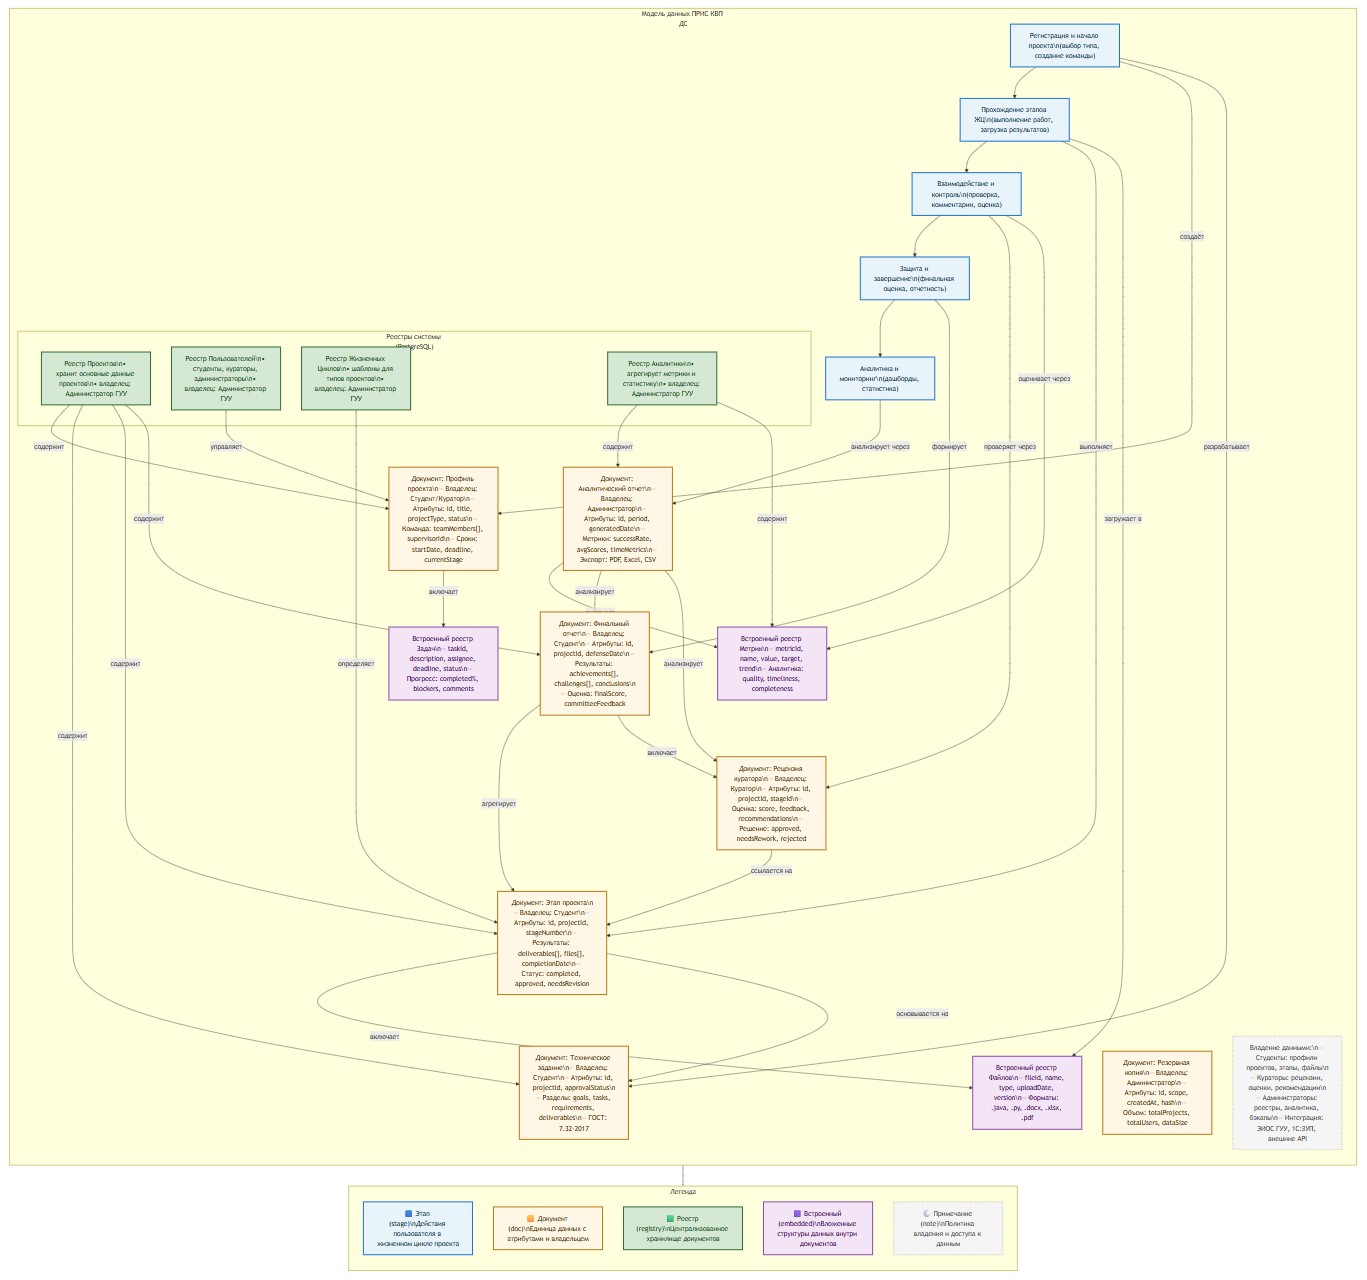 Модель данных ПРИС КВП
ДС
Регистрация и начало
проекта\n(выбор типа,
создание команды)
Прохождение этапов
ЖЦ\n(выполнение работ,
загрузка результатов)
Взаимодействие и
контроль\n(проверка,
комментарии, оценка)
создаёт
Защита и
завершение\n(финальная
оценка, отчетность)
Реестры системы
(PostgreSQL)
Реестр Проектов\n•
хранит основные данные
проектов\n• владелец:
Администратор ГУУ
Реестр Пользователей\n•
студенты, кураторы,
администраторы\n•
владелец: Администратор
ГУУ
Реестр Жизненных
Циклов\n• шаблоны для
типов проектов\n•
владелец: Администратор
ГУУ
Реестр Аналитики\n•
агрегирует метрики и
статистику\n• владелец:
Администратор ГУУ
Аналитика и
мониторинг\n(дашборды,
статистика)
оценивает через
содержит
управляет
содержит
анализирует через
формирует
проверяет через
выполняет
разрабатывает
Документ: Профиль
проекта\n— Владелец:
Студент/Куратор\n—
Атрибуты: id, title,
projectType, status\n—
Команда: teamMembers[],
supervisorId\n— Сроки:
startDate, deadline,
currentStage
Документ:
Аналитический отчет\n—
Владелец:
Администратор\n—
Атрибуты: id, period,
generatedDate\n—
Метрики: successRate,
avgScores, timeMetrics\n—
Экспорт: PDF, Excel, CSV
содержит
содержит
загружает в
включает
анализирует
Встроенный реестр
Задач\n— taskId,
description, assignee,
deadline, status\n—
Прогресс: completed%,
blockers, comments
Документ: Финальный
отчет\n— Владелец:
Студент\n— Атрибуты: id,
projectId, defenseDate\n—
Результаты:
achievements[],
challenges[], conclusions\n
— Оценка: finalScore,
committeeFeedback
Встроенный реестр
Метрик\n— metricId,
name, value, target,
trend\n— Аналитика:
quality, timeliness,
completeness
содержит
определяет
анализирует
содержит
включает
Документ: Рецензия
куратора\n— Владелец:
Куратор\n— Атрибуты: id,
projectId, stageId\n—
Оценка: score, feedback,
recommendations\n—
Решение: approved,
needsRework, rejected
агрегирует
ссылается на
Документ: Этап проекта\n
— Владелец: Студент\n—
Атрибуты: id, projectId,
stageNumber\n—
Результаты:
deliverables[], files[],
completionDate\n—
Статус: completed,
approved, needsRevision
основывается на
включает
Документ: Техническое
задание\n— Владелец:
Студент\n— Атрибуты: id,
projectId, approvalStatus\n
— Разделы: goals, tasks,
requirements,
deliverables\n— ГОСТ:
7.32-2017
Встроенный реестр
Файлов\n— fileId, name,
type, uploadDate,
version\n— Форматы:
.java, .py, .docx, .xlsx,
.pdf
Документ: Резервная
копия\n— Владелец:
Администратор\n—
Атрибуты: id, scope,
createdAt, hash\n—
Объем: totalProjects,
totalUsers, dataSize
Владение данными:\n—
Студенты: профили
проектов, этапы, файлы\n
— Кураторы: рецензии,
оценки, рекомендации\n
— Администраторы:
реестры, аналитика,
бэкапы\n— Интеграция:
ЭИОС ГУУ, 1С:ЗУП,
внешние API
Легенда
Этап
(stage)\nДействия
пользователя в
жизненном цикле проекта
Документ
(doc)\nЕдиница данных с
атрибутами и владельцем
Реестр
(registry)\nЦентрализованное
хранилище документов
Встроенный
(embedded)\nВложенные
структуры данных внутри
документов
Примечание
(note)\nПолитика
владения и доступа к
данным